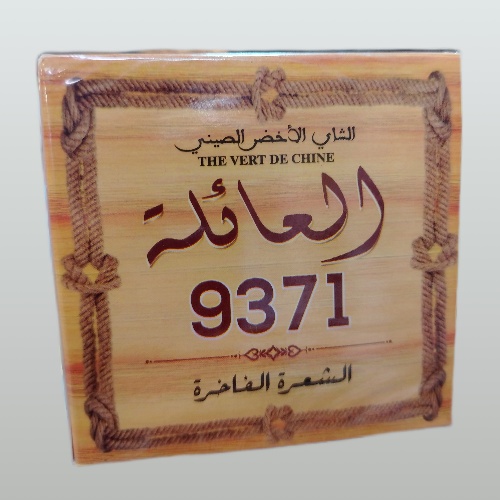 الشاي الأخضر الصيني
THE VERT DE CHINE
العائلة
9371
الشعرة الفاخرة